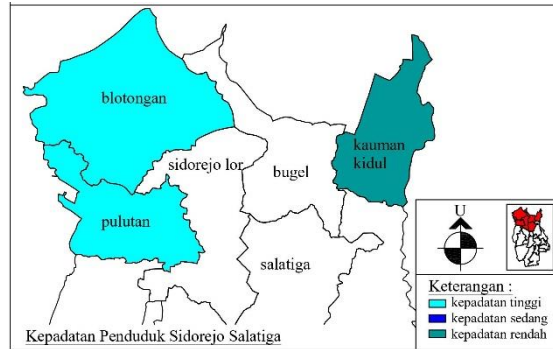 blotongan
sidorejo lor
bugel
kauman
kidul
pulutan
salatiga
U
Keterangan :
kepadatan tinggi
kepadatan sedang
kepadatan rendah
Kepadatan Penduduk Sidorejo Salatiga